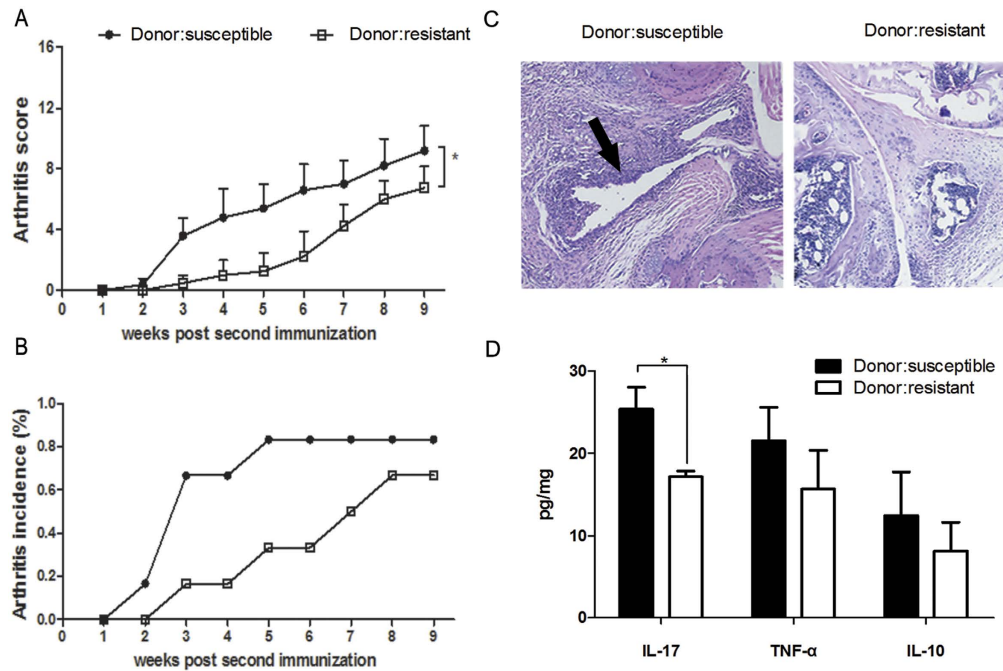 A
Donor:susceptible
Donor:resistant
16
12
8
4
0
Arthritis score
*
0 1 2 3 4 5 6 7 8 9
weeks post second immunization
B
1.0
0.8
0.6
0.4
0.2
0.0
Arthritis incidence (%)
0 1 2 3 4 5 6 7 8 9
weeks post second immunization
C
Donor:susceptible
Donor:resistant
D
Donor:susceptible
Donor:resistant
*
30
20
10
0
pg/mg
IL-17 TNF-α IL-10